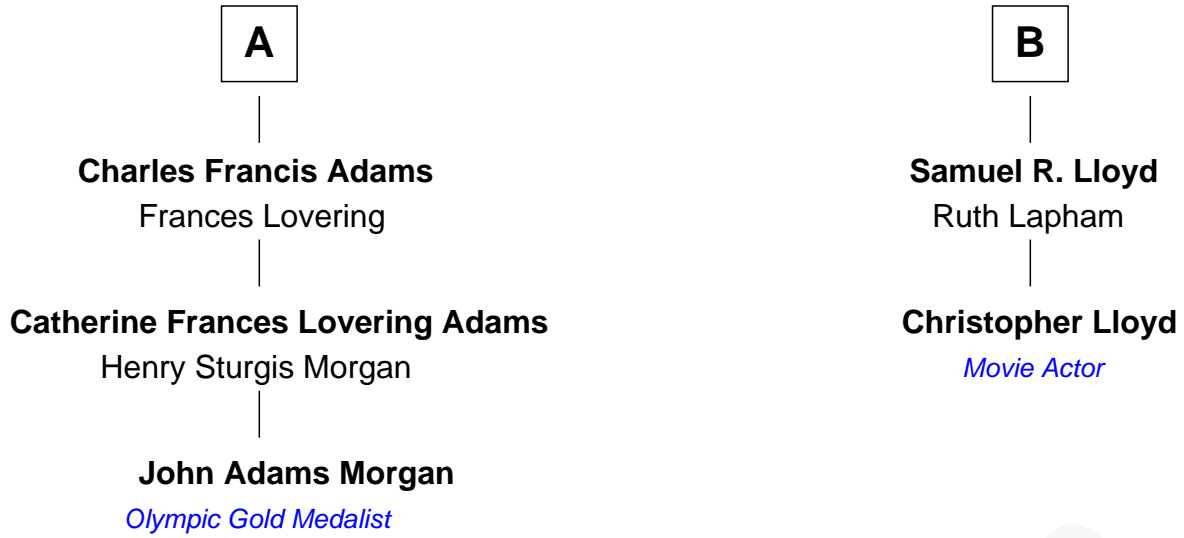 A
Charles Francis Adams
Frances Lovering
Catherine Frances Lovering Adams
Henry Sturgis Morgan
John Adams Morgan
Olympic Gold Medalist
B
Samuel R. Lloyd
Ruth Lapham
Christopher Lloyd
Movie Actor